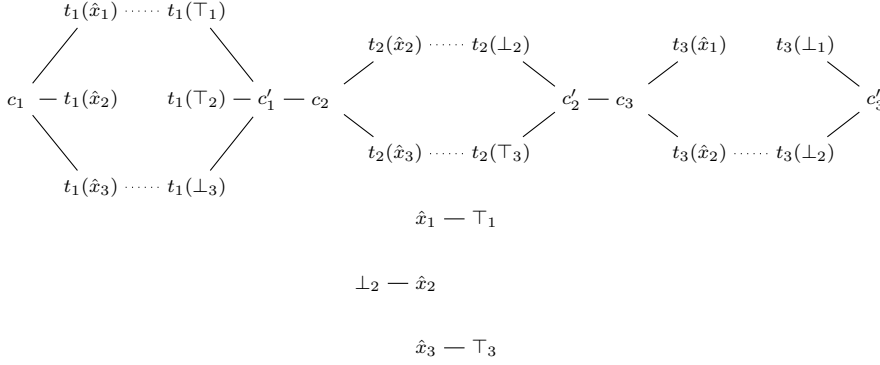 t₁(x̂₁) ······ t₁(⊤₁)
t₂(x̂₂) ······ t₂(⊥₂) t₃(x̂₁) t₃(⊥₁)
c₁ — t₁(x̂₂) t₁(⊤₂) — c′₁ — c₂ c′₂ — c₃ c′₃
t₂(x̂₃) ······ t₂(⊤₃) t₃(x̂₂) ······ t₃(⊥₂)
t₁(x̂₃) ······ t₁(⊥₃)
x̂₁ — ⊤₁
⊥₂ — x̂₂
x̂₃ — ⊤₃